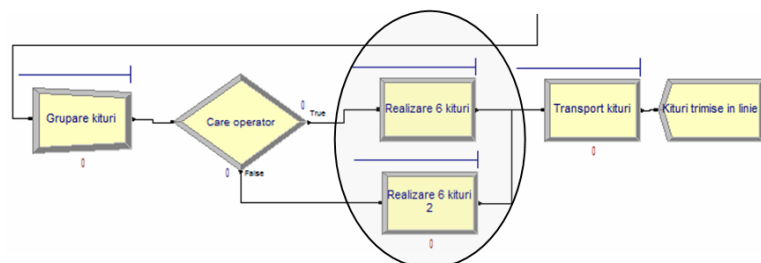 Grupare kituri
0
Care operator
0
True
0
False
Realizare 6 kituri
Realizare 6 kituri
2
0
Transport kituri
0
Kituri trimise in linie